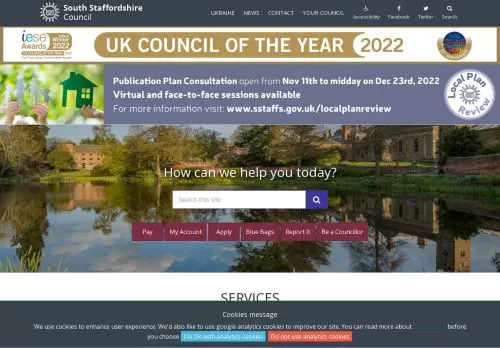 South Staffordshire
Council
UKRAINE NEWS CONTACT YOUR COUNCIL
Accessibility Facebook Twitter Search
iese
Awards 2022
UK COUNCIL OF THE YEAR 2022
Publication Plan Consultation open from Nov 11th to midday on Dec 23rd, 2022
Virtual and face-to-face sessions available
For more information visit: www.sstaffs.gov.uk/localplanreview
Local Plan
Review
How can we help you today?
Search this site
Pay My Account Apply Blue Bags Report It Be a Councillor
SERVICES
Cookies message
We use cookies to enhance user experience. We'd also like to use google analytics cookies to improve our site. You can read more about before
you choose I'm OK with analytics cookies Do not use analytics cookies